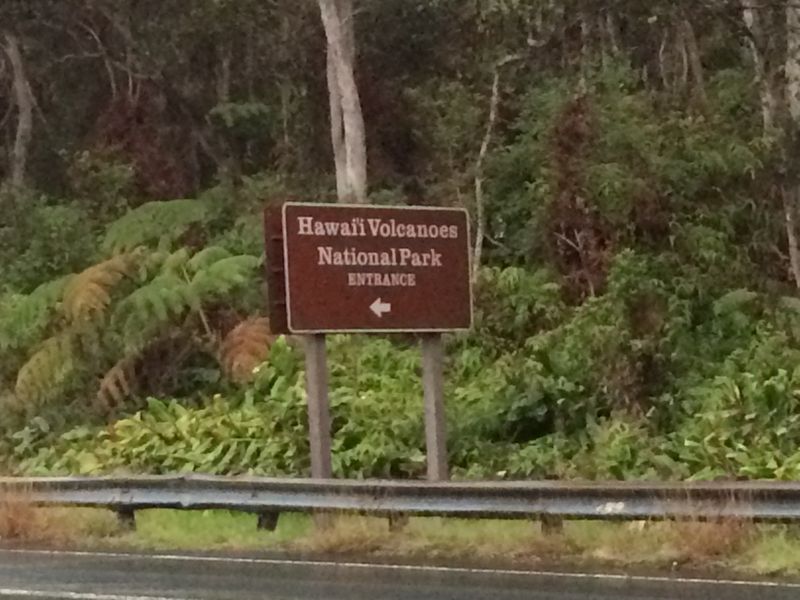 Hawai'i Volcanoes
National Park
ENTRANCE